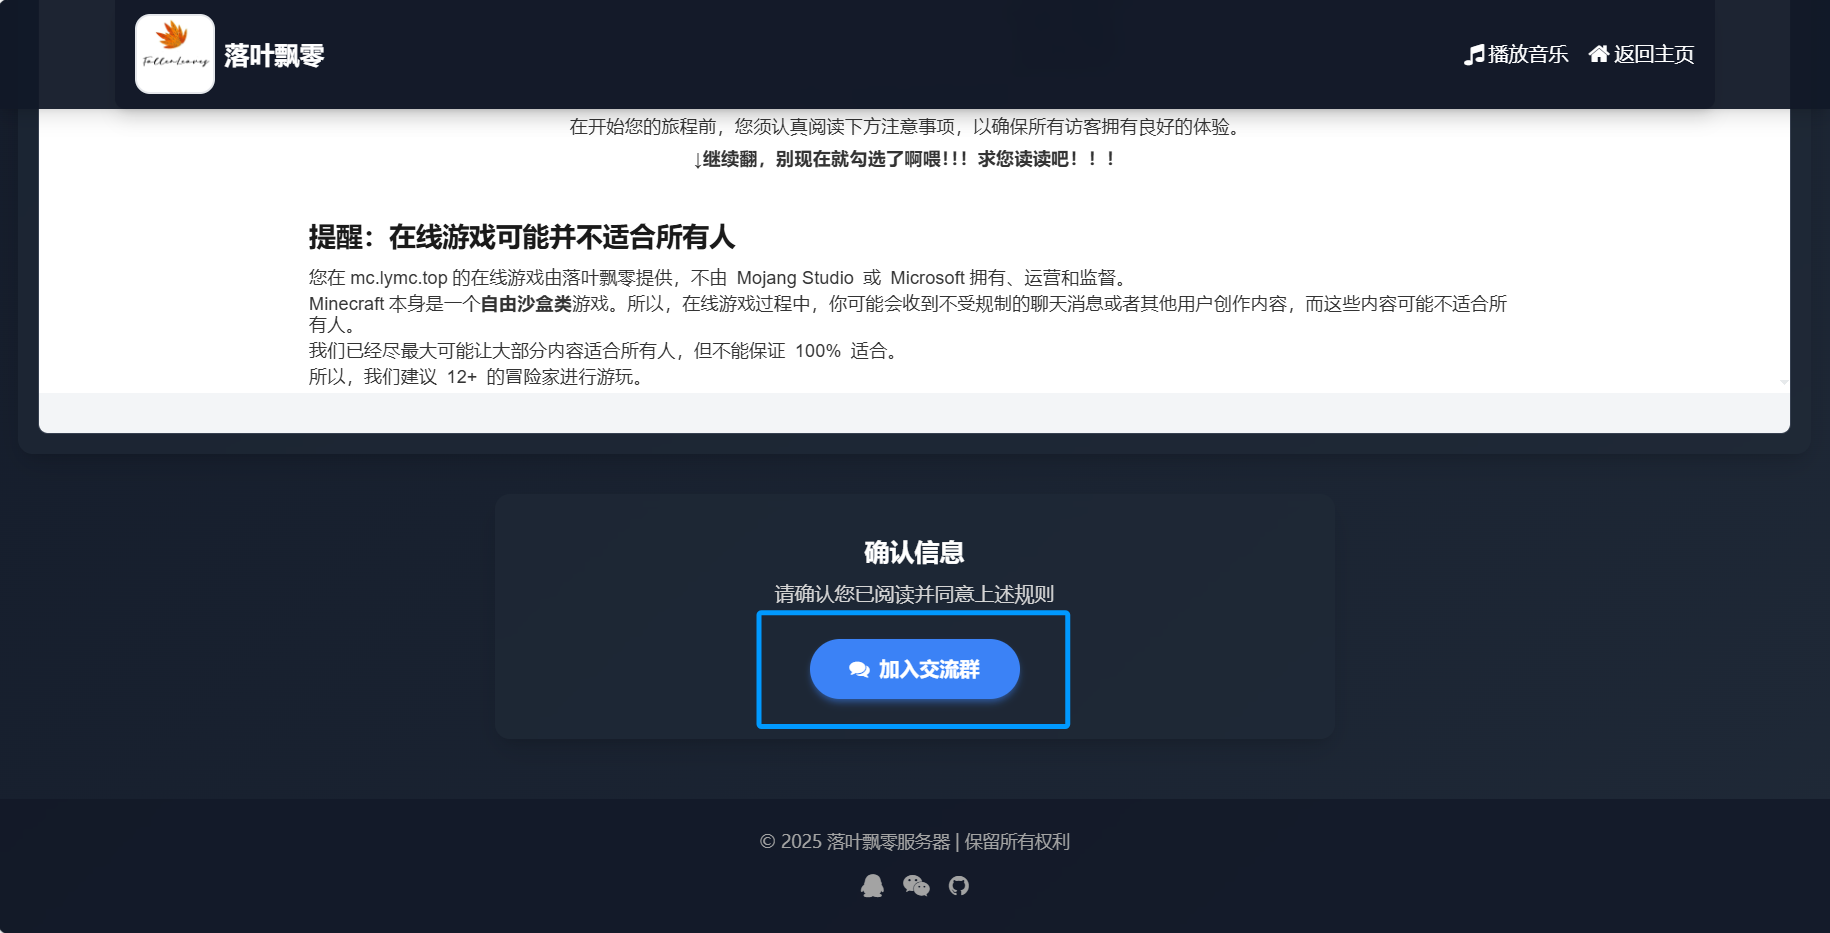 FallenLeaves
落叶飘零
播放音乐
返回主页
在开始您的旅程前，您须认真阅读下方注意事项，以确保所有访客拥有良好的体验。
↓继续翻，别现在就勾选了啊喂!!！求您读读吧！！！
提醒：在线游戏可能并不适合所有人
您在 mc.lymc.top 的在线游戏由落叶飘零提供，不由 Mojang Studio 或 Microsoft 拥有、运营和监督。
Minecraft 本身是一个自由沙盒类游戏。所以，在线游戏过程中，你可能会收到不受规制的聊天消息或者其他用户创作内容，而这些内容可能不适合所
有人。
我们已经尽最大可能让大部分内容适合所有人，但不能保证 100% 适合。
所以，我们建议 12+ 的冒险家进行游玩。
确认信息
请确认您已阅读并同意上述规则
加入交流群
© 2025 落叶飘零服务器 | 保留所有权利